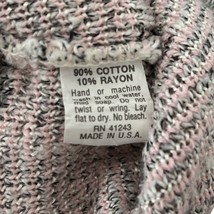 90% COTTON
10% RAYON
Hand or machine
wash in cool water,
mild soap. Do not
twist or wring. Lay
flat to dry. No bleach.
RN 41243
MADE IN U.S.A.